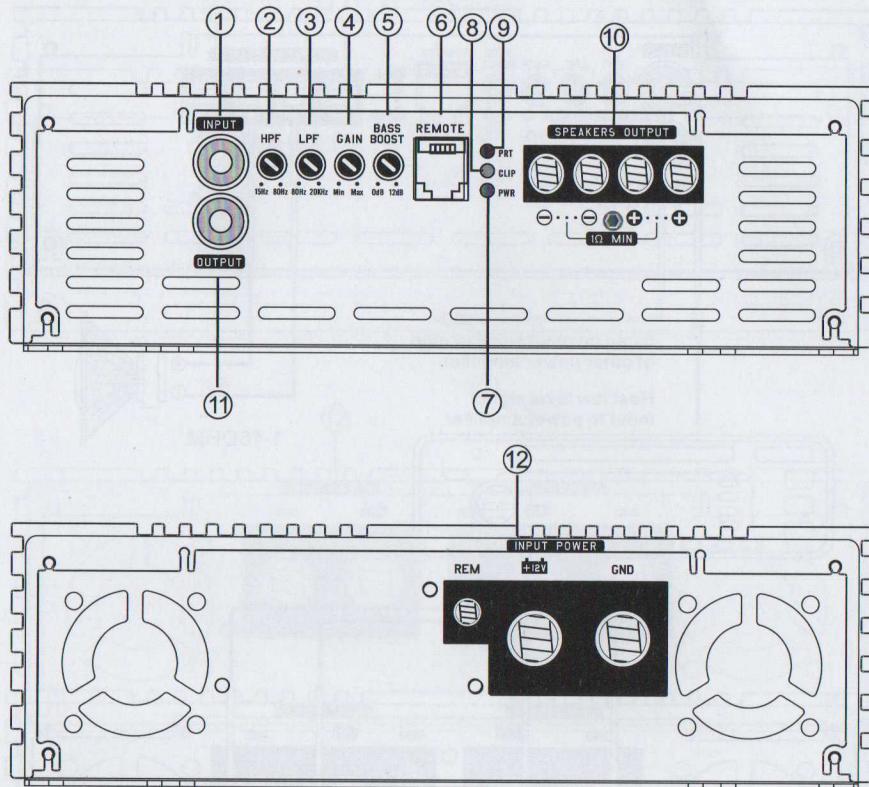 ① ② ③ ④ ⑤ ⑥ ⑧ ⑨ ⑩
INPUT
HPF LPF GAIN BASS BOOST REMOTE
SPEAKERS OUTPUT
PRT
CLIP
PWR
15Hz 80Hz 80Hz 20KHz Min Max 0dB 12dB
⊖ ⊖ ⊕ ⊕
1Ω MIN
OUTPUT
⑪ ⑦
⑫
INPUT POWER
REM +12V GND